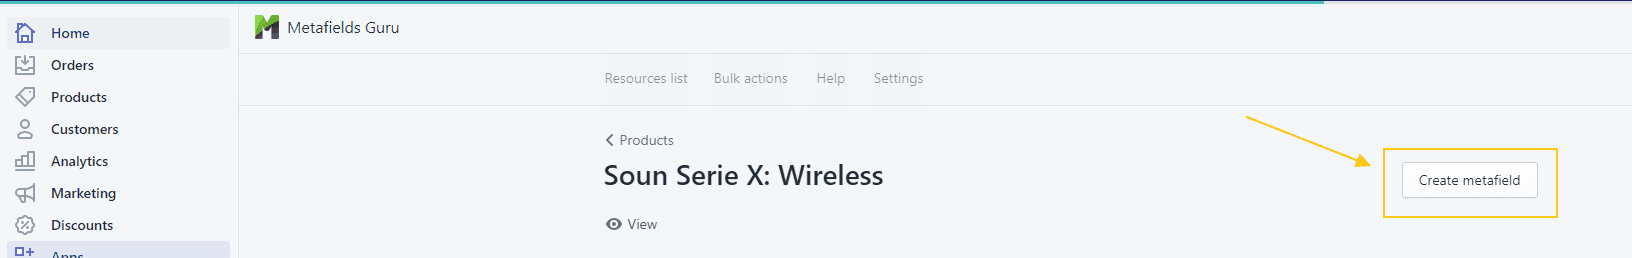 Home
Orders
Products
Customers
Analytics
Marketing
Discounts
Apps
Metafields Guru
Resources list Bulk actions Help Settings
Products
Soun Serie X: Wireless
View
Create metafield